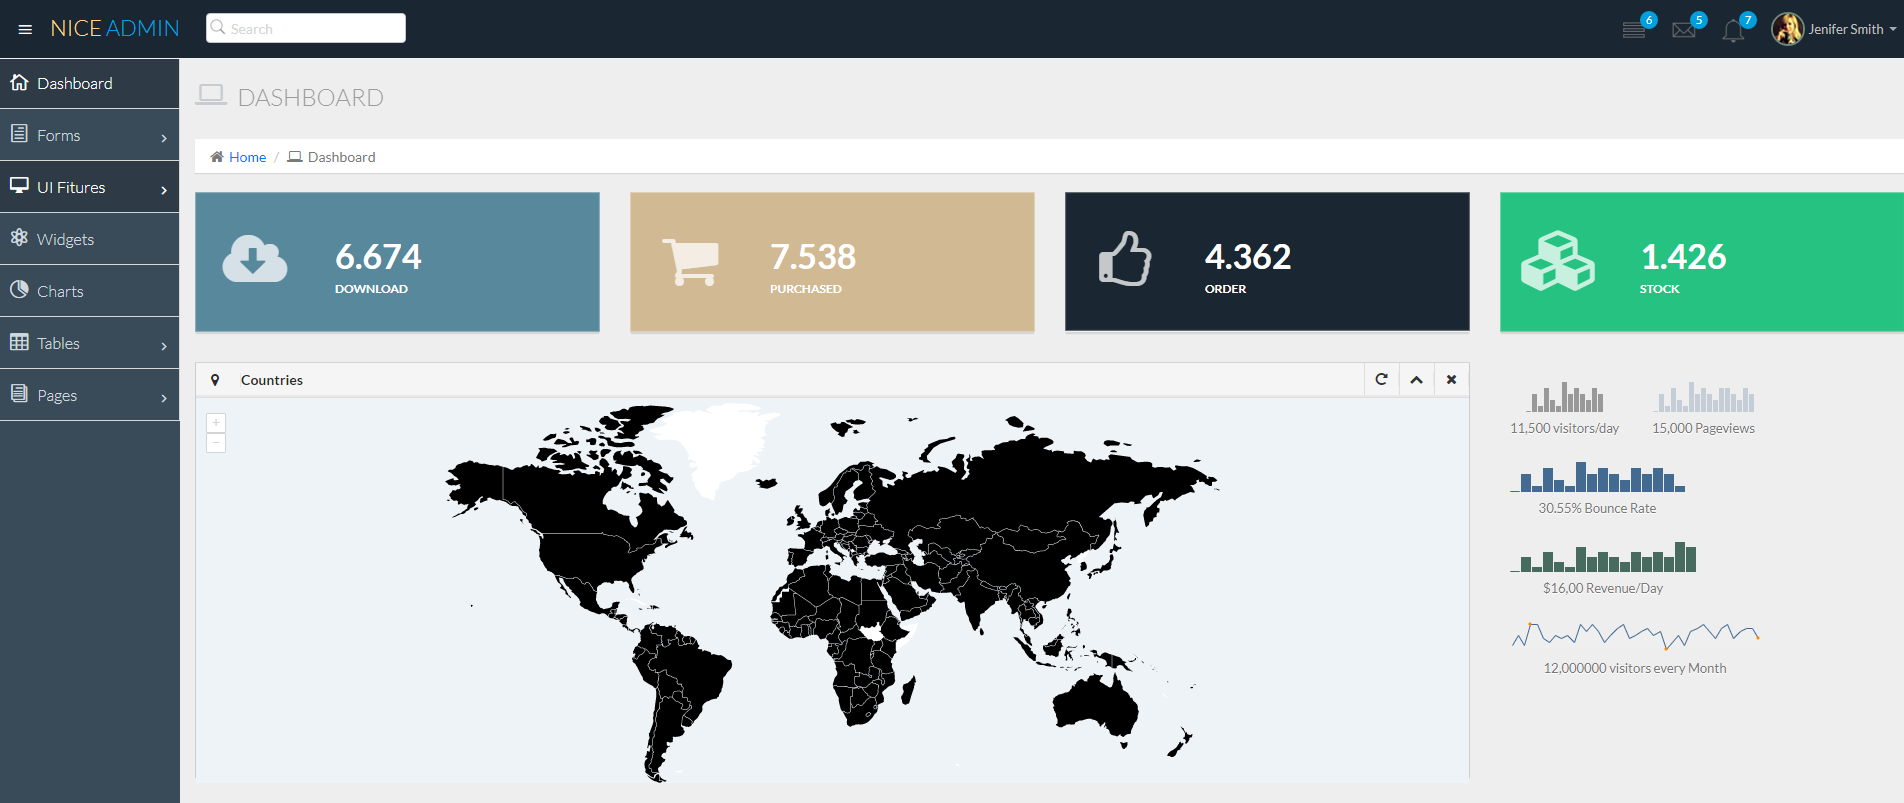 NICE ADMIN
Search
6
5
7
Jenifer Smith
Dashboard
Forms
UI Fitures
Widgets
Charts
Tables
Pages
DASHBOARD
Home / Dashboard
6.674
DOWNLOAD
7.538
PURCHASED
4.362
ORDER
1.426
STOCK
Countries
+
−
11,500 visitors/day
15,000 Pageviews
30.55% Bounce Rate
$16,00 Revenue/Day
12,000000 visitors every Month